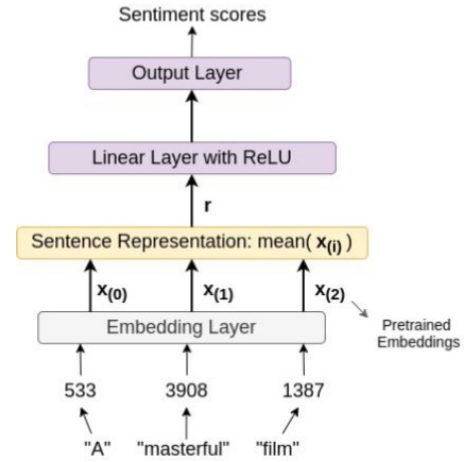 Sentiment scores
Output Layer
Linear Layer with ReLU
r
Sentence Representation: mean( x(i) )
x(0) x(1) x(2)
Embedding Layer
Pretrained
Embeddings
533 3908 1387
"A" "masterful" "film"